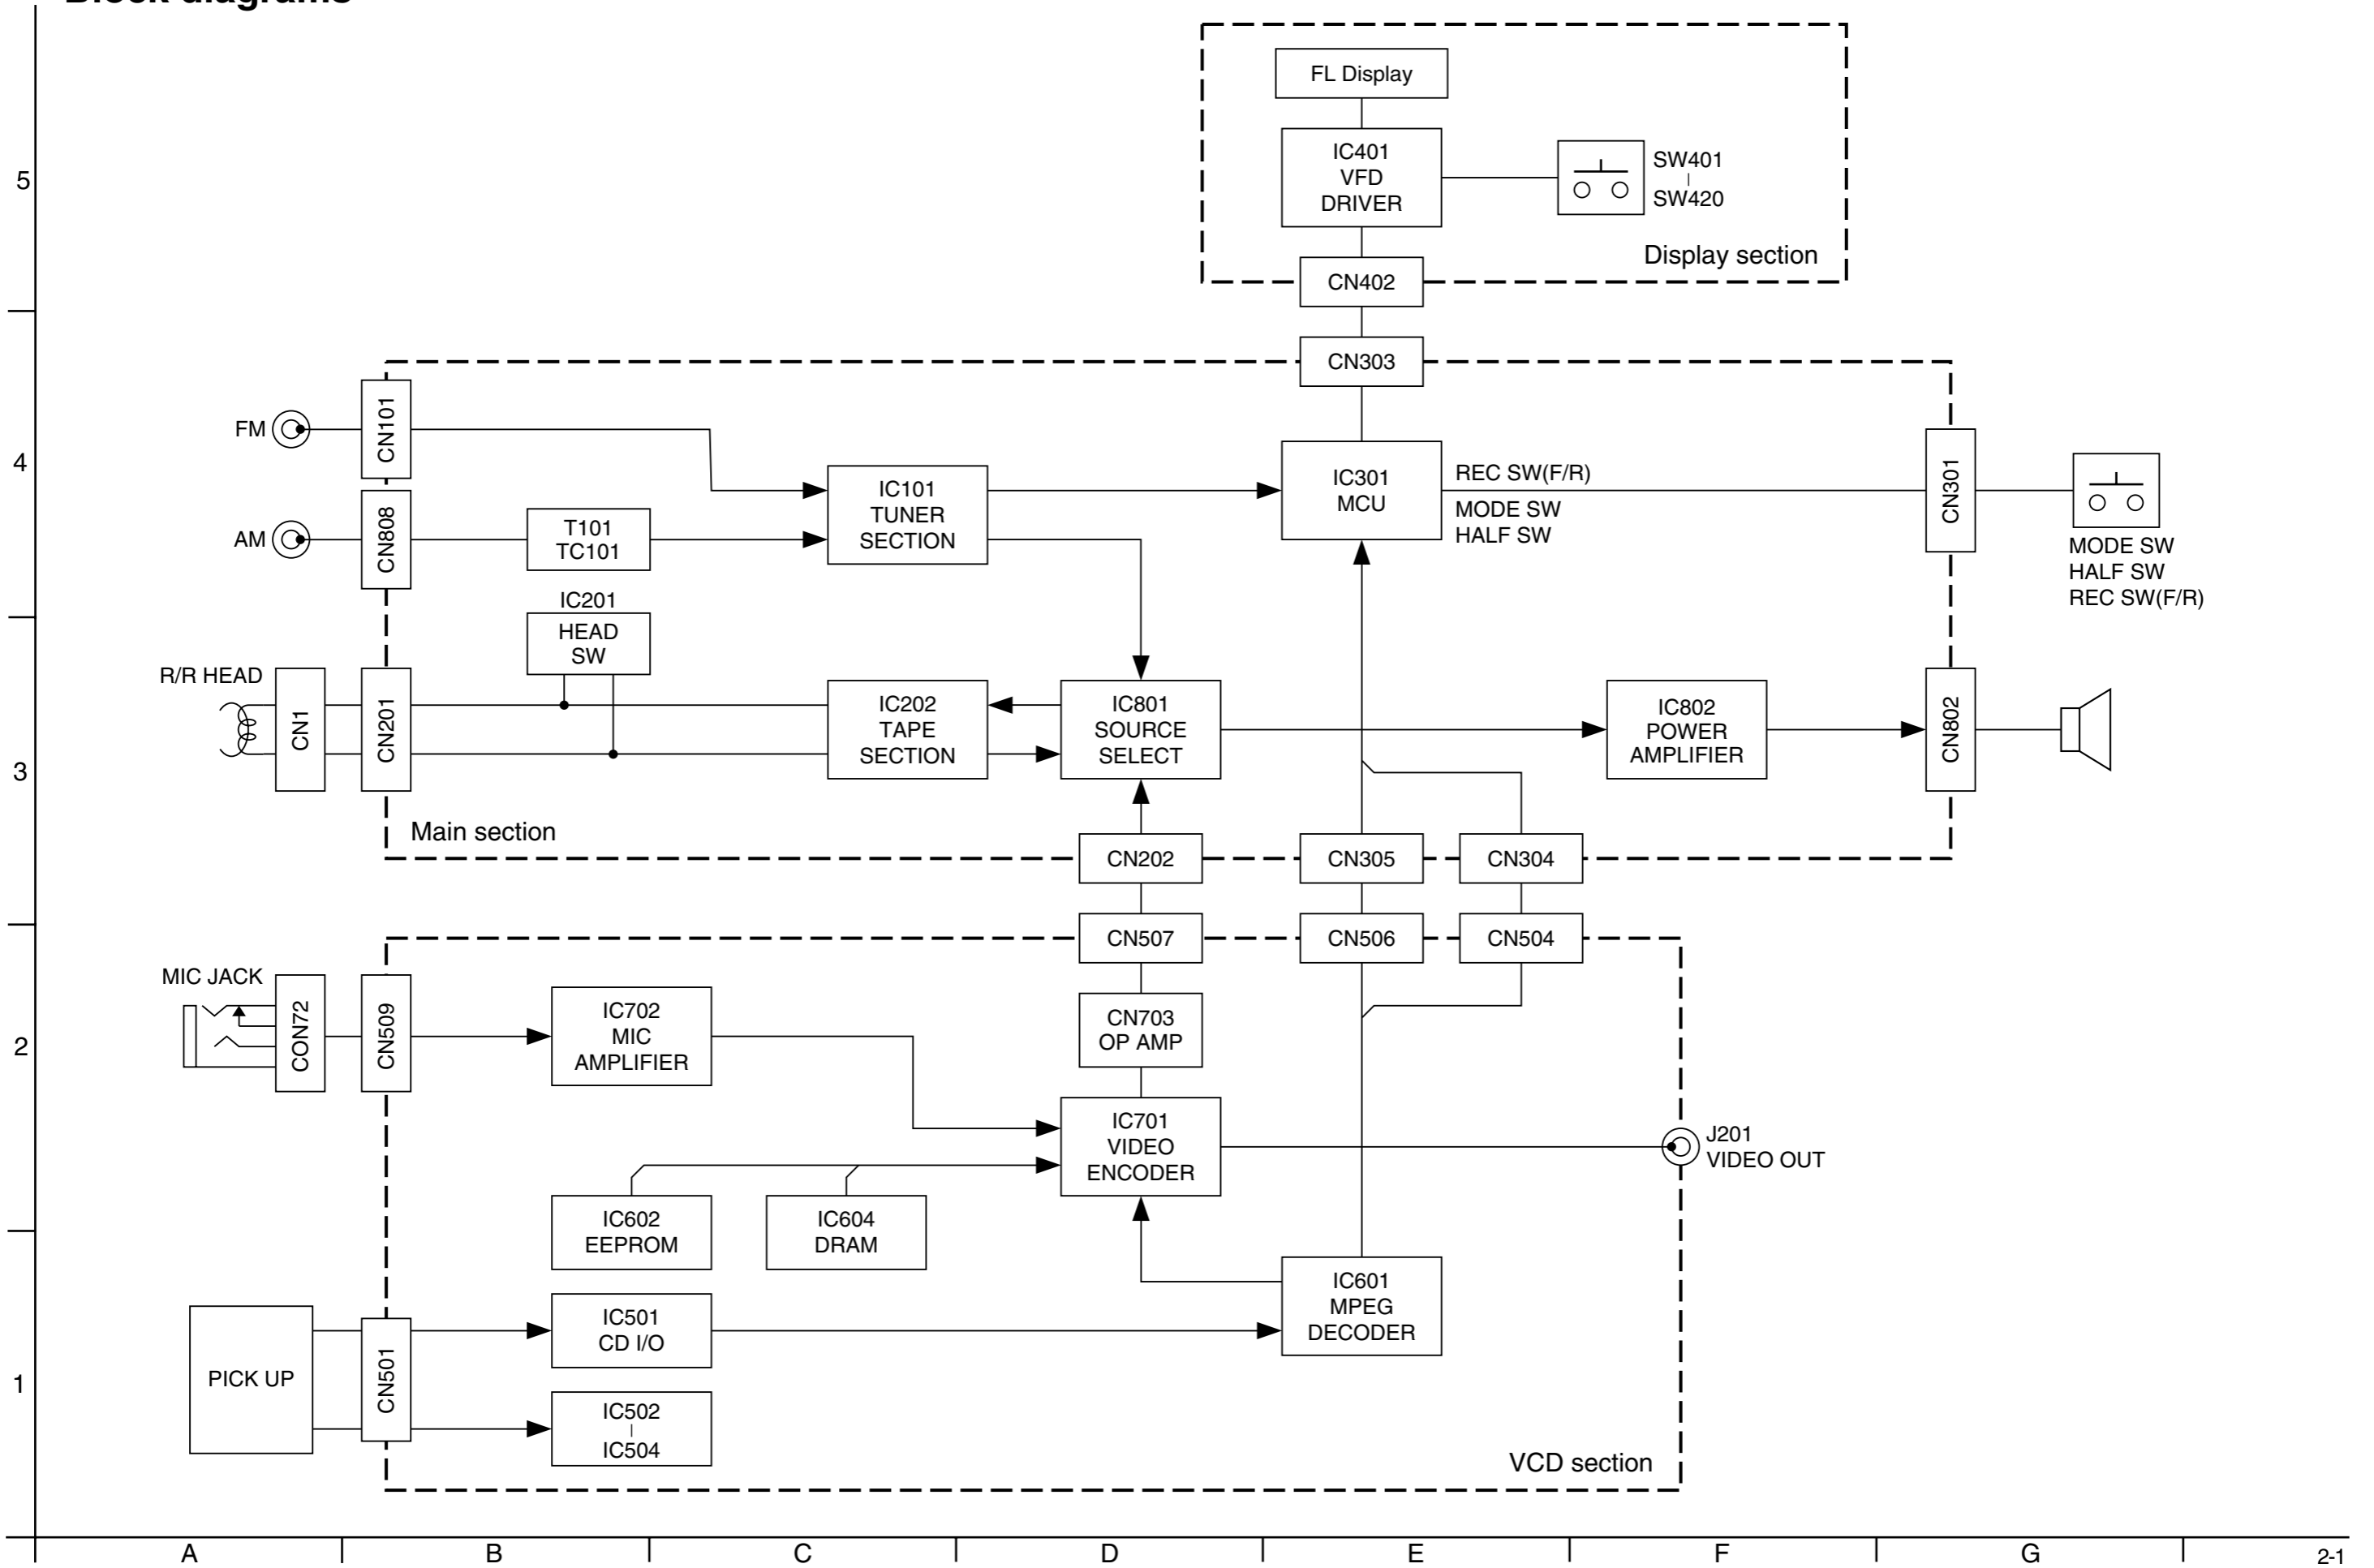 Block diagrams
FL Display
IC401
VFD
DRIVER
SW401
SW420
Display section
CN402
5
CN303
FM
CN101
4
IC101
TUNER
SECTION
IC301
MCU
REC SW(F/R)
MODE SW
HALF SW
CN301
MODE SW
HALF SW
REC SW(F/R)
AM
CN808
T101
TC101
IC201
HEAD
SW
R/R HEAD
CN1
CN201
IC202
TAPE
SECTION
IC801
SOURCE
SELECT
IC802
POWER
AMPLIFIER
CN802
3
Main section
CN202
CN305
CN304
CN507
CN506
CN504
MIC JACK
CON72
CN509
IC702
MIC
AMPLIFIER
CN703
OP AMP
2
IC701
VIDEO
ENCODER
J201
VIDEO OUT
IC602
EEPROM
IC604
DRAM
IC601
MPEG
DECODER
IC501
CD I/O
PICK UP
CN501
1
IC502
IC504
VCD section
A B C D E F G 2-1